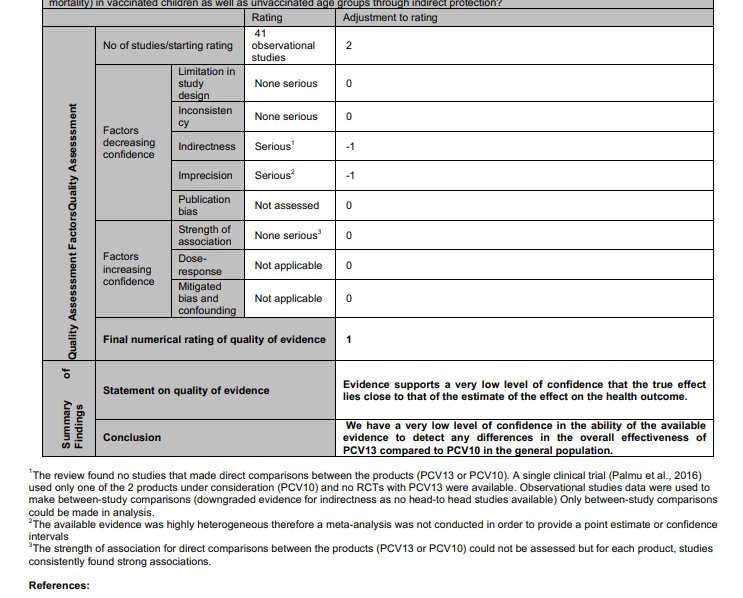 mortality) in vaccinated children as well as unvaccinated age groups through indirect protection?
Rating
Adjustment to rating
Quality Assesssment FactorsQuality Assesssment
No of studies/starting rating
41
observational
studies
2
Factors
decreasing
confidence
Limitation in
study
design
None serious
0
Inconsisten
cy
None serious
0
Indirectness
Serious1
-1
Imprecision
Serious2
-1
Publication
bias
Not assessed
0
Factors
increasing
confidence
Strength of
association
None serious3
0
Dose-
response
Not applicable
0
Mitigated
bias and
confounding
Not applicable
0
Final numerical rating of quality of evidence
1
Summary of
Findings
Statement on quality of evidence
Evidence supports a very low level of confidence that the true effect
lies close to that of the estimate of the effect on the health outcome.
Conclusion
We have a very low level of confidence in the ability of the available
evidence to detect any differences in the overall effectiveness of
PCV13 compared to PCV10 in the general population.
1The review found no studies that made direct comparisons between the products (PCV13 or PCV10). A single clinical trial (Palmu et al., 2016)
used only one of the 2 products under consideration (PCV10) and no RCTs with PCV13 were available. Observational studies data were used to
make between-study comparisons (downgraded evidence for indirectness as no head-to head studies available) Only between-study comparisons
could be made in analysis.
2The available evidence was highly heterogeneous therefore a meta-analysis was not conducted in order to provide a point estimate or confidence
intervals
3The strength of association for direct comparisons between the products (PCV13 or PCV10) could not be assessed but for each product, studies
consistently found strong associations.
References: